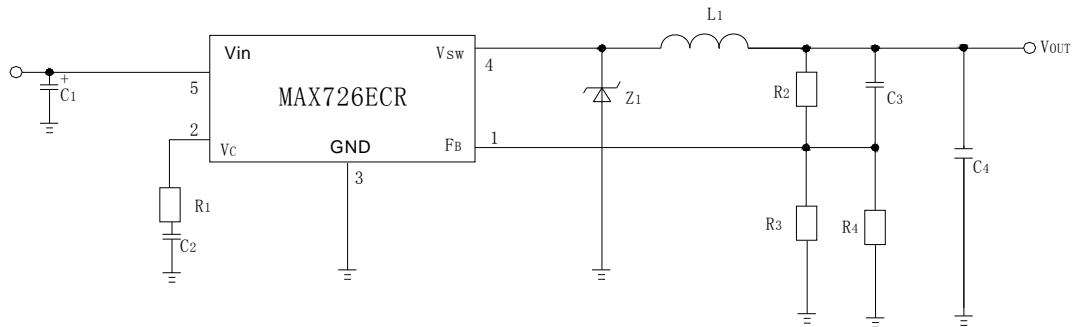 L1
Vin
Vsw
VOUT
4
+
C1
5
MAX726ECR
Z1
R2
C3
2
1
VC
GND
FB
3
C4
R1
R3
R4
C2